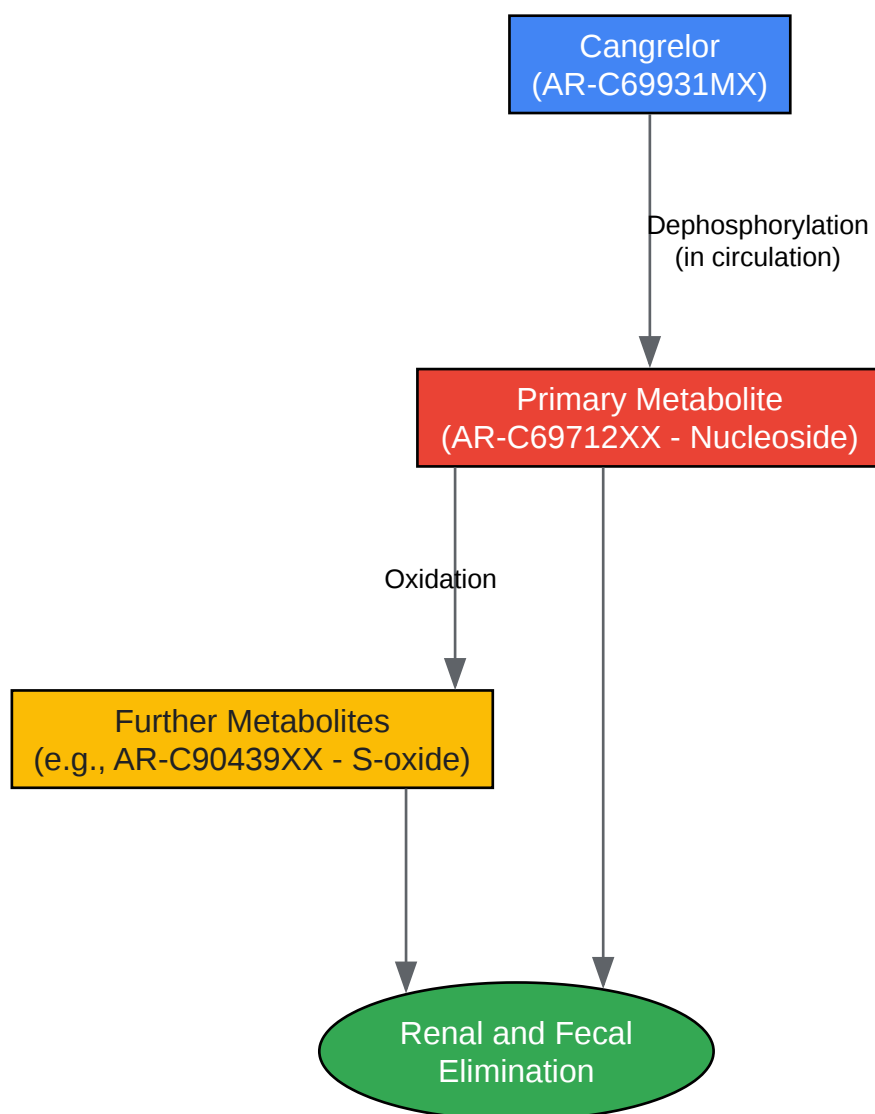 Cangrelor
(AR-C69931MX)
Dephosphorylation
(in circulation)
Primary Metabolite
(AR-C69712XX - Nucleoside)
Oxidation
Further Metabolites
(e.g., AR-C90439XX - S-oxide)
Renal and Fecal
Elimination